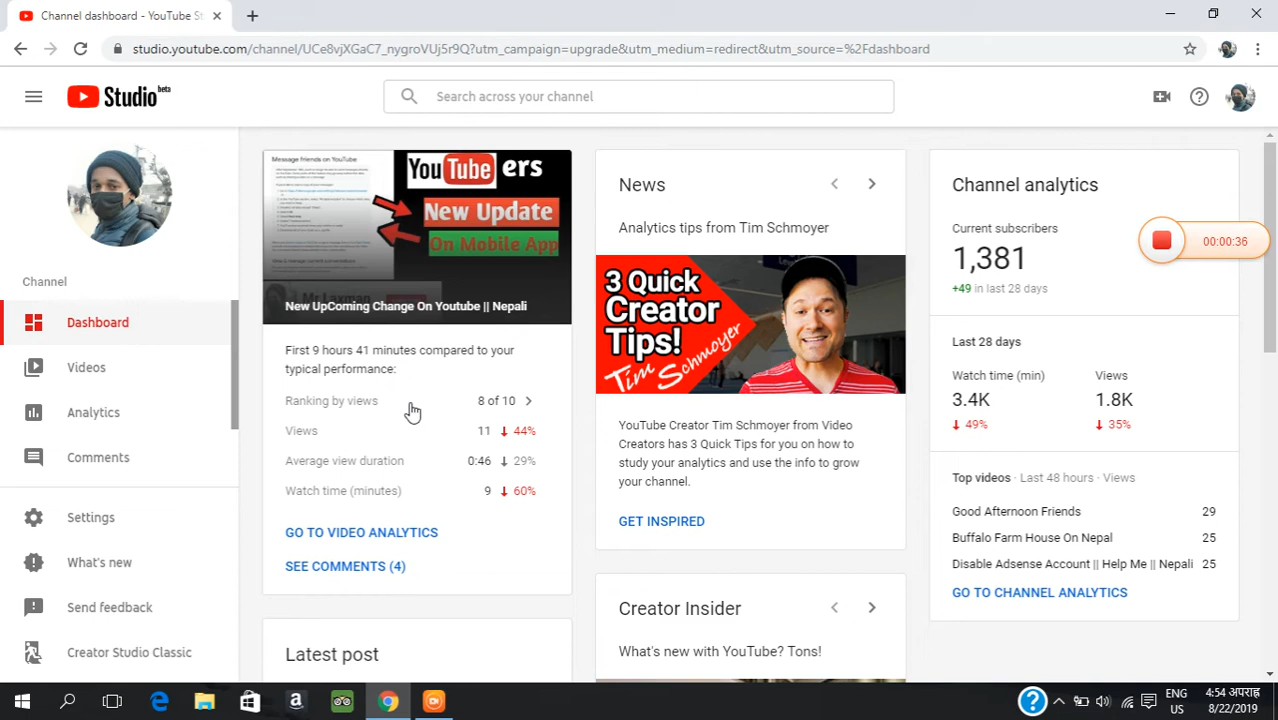 Channel dashboard - YouTube St
studio.youtube.com/channel/UCe8vjXGaC7_nygroVUj5r9Q?utm_campaign=upgrade&utm_medium=redirect&utm_source=%2Fdashboard
Studio beta
Search across your channel
Channel
Dashboard
Videos
Analytics
Comments
Settings
What's new
Send feedback
Creator Studio Classic
Message friends on YouTube
YouTubers
New Update
On Mobile App
Mr Laxman
New UpComing Change On Youtube || Nepali
First 9 hours 41 minutes compared to your
typical performance:
Ranking by views 8 of 10
Views 11 44%
Average view duration 0:46 29%
Watch time (minutes) 9 60%
GO TO VIDEO ANALYTICS
SEE COMMENTS (4)
Latest post
News
Analytics tips from Tim Schmoyer
3 Quick
Creator
Tips!
Tim Schmoyer
YouTube Creator Tim Schmoyer from Video
Creators has 3 Quick Tips for you on how to
study your analytics and use the info to grow
your channel.
GET INSPIRED
Creator Insider
What's new with YouTube? Tons!
Channel analytics
Current subscribers
1,381
+49 in last 28 days
Last 28 days
Watch time (min) Views
3.4K 1.8K
49% 35%
Top videos · Last 48 hours · Views
Good Afternoon Friends 29
Buffalo Farm House On Nepal 25
Disable Adsense Account || Help Me || Nepali 25
GO TO CHANNEL ANALYTICS
00:00:36
ENG
US
4:54 अपराह्न
8/22/2019